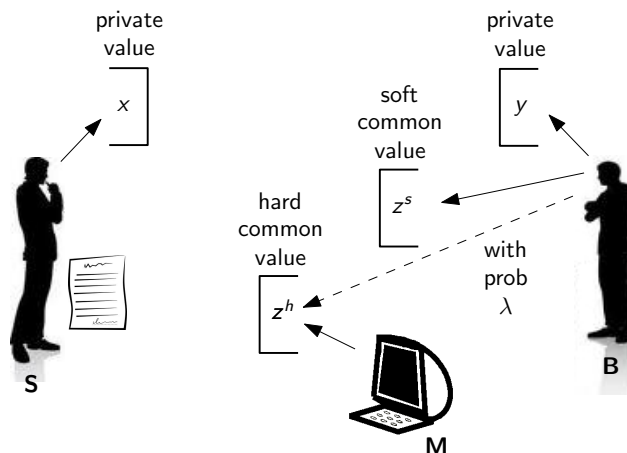 private
value
x
private
value
y
soft
common
value
z^s
hard
common
value
z^h
with
prob
λ
S
B
M